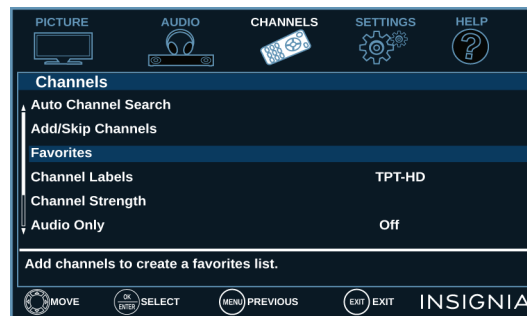 PICTURE AUDIO CHANNELS SETTINGS HELP
Channels
Auto Channel Search
Add/Skip Channels
Favorites
Channel Labels TPT-HD
Channel Strength
Audio Only Off
Add channels to create a favorites list.
MOVE OK ENTER SELECT MENU PREVIOUS EXIT EXIT INSIGNIA